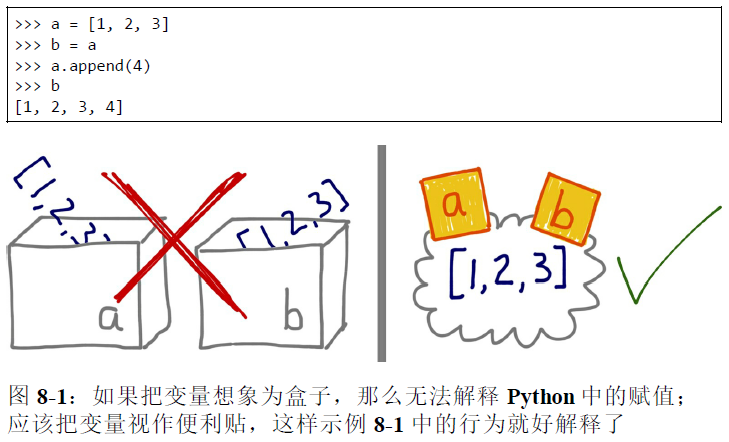 >>> a = [1, 2, 3]
>>> b = a
>>> a.append(4)
>>> b
[1, 2, 3, 4]
[1,2,3,
[1,2,3]
a
b
a
b
[1,2,3]
图 8-1：如果把变量想象为盒子，那么无法解释 Python 中的赋值；
应该把变量视作便利贴，这样示例 8-1 中的行为就好解释了